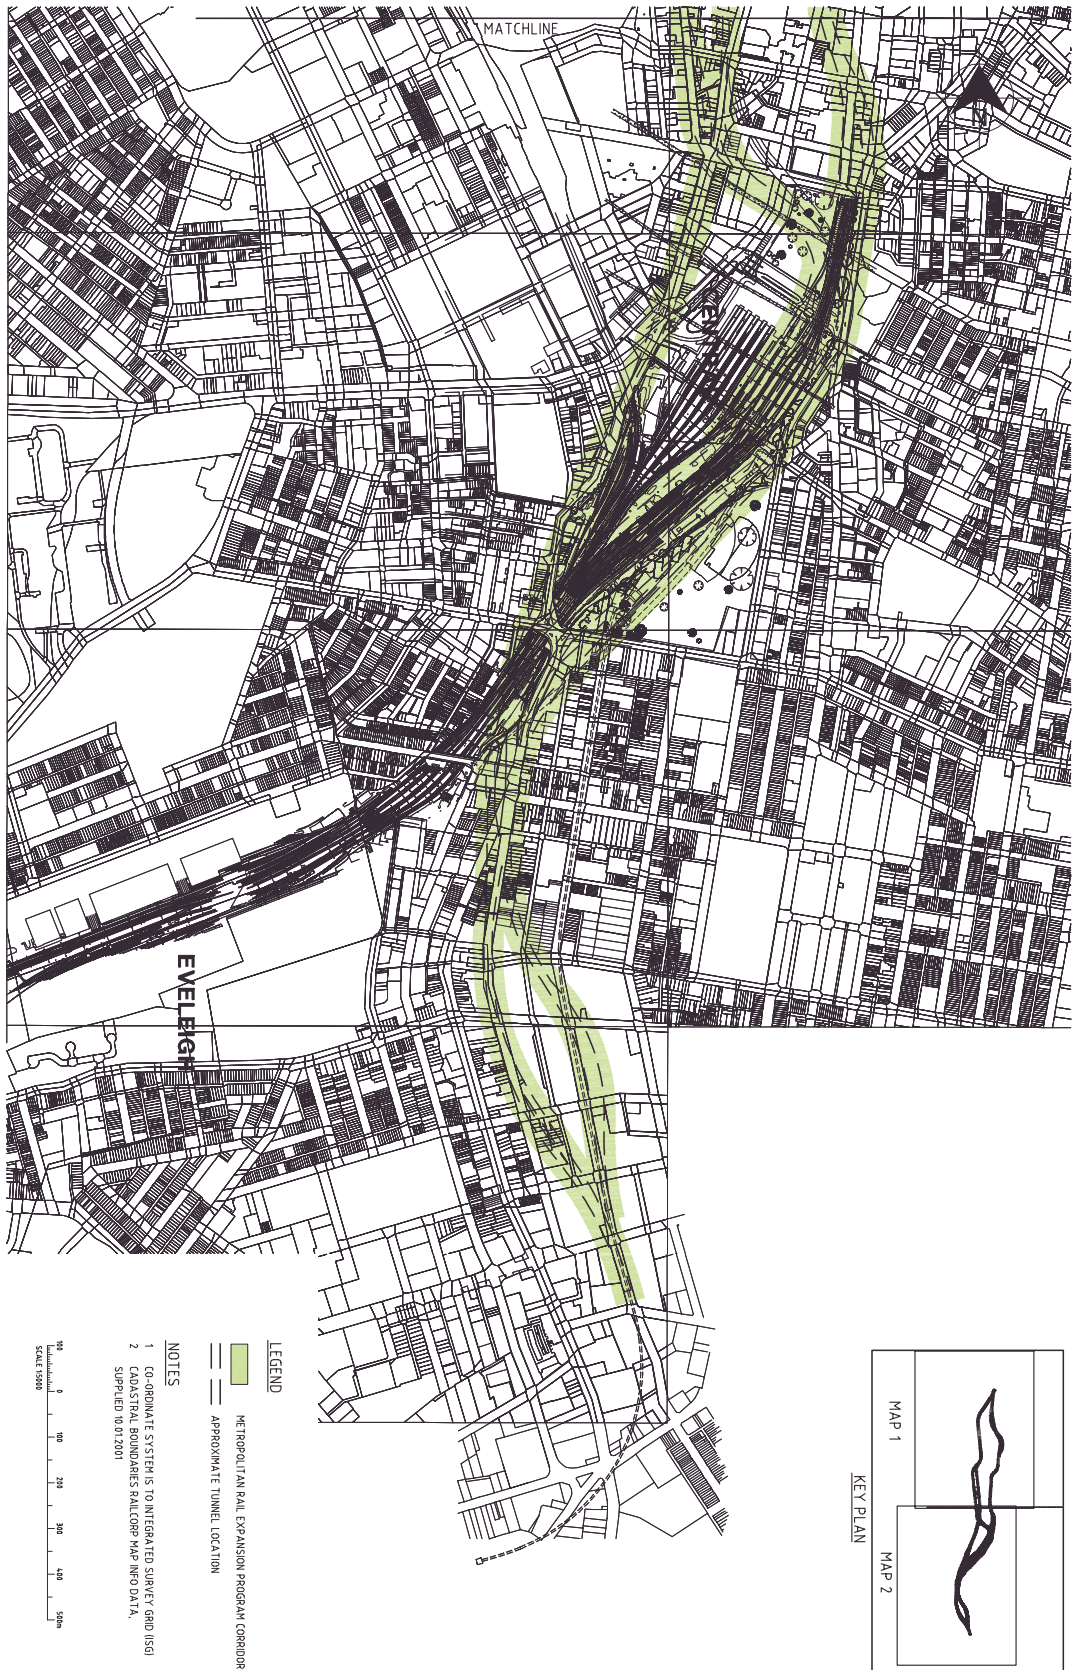 MATCHLINE
N
EVELEIGH
LEGEND
METROPOLITAN RAIL EXPANSION PROGRAM CORRIDOR
APPROXIMATE TUNNEL LOCATION
NOTES
1 CO-ORDINATE SYSTEM IS TO INTEGRATED SURVEY GRID (ISG)
2 CADASTRAL BOUNDARIES RAILCORP MAP INFO DATA,
SUPPLIED 10.01.2001
100 0 100 200 300 400 500m
SCALE 1:5000
MAP 1
MAP 2
KEY PLAN